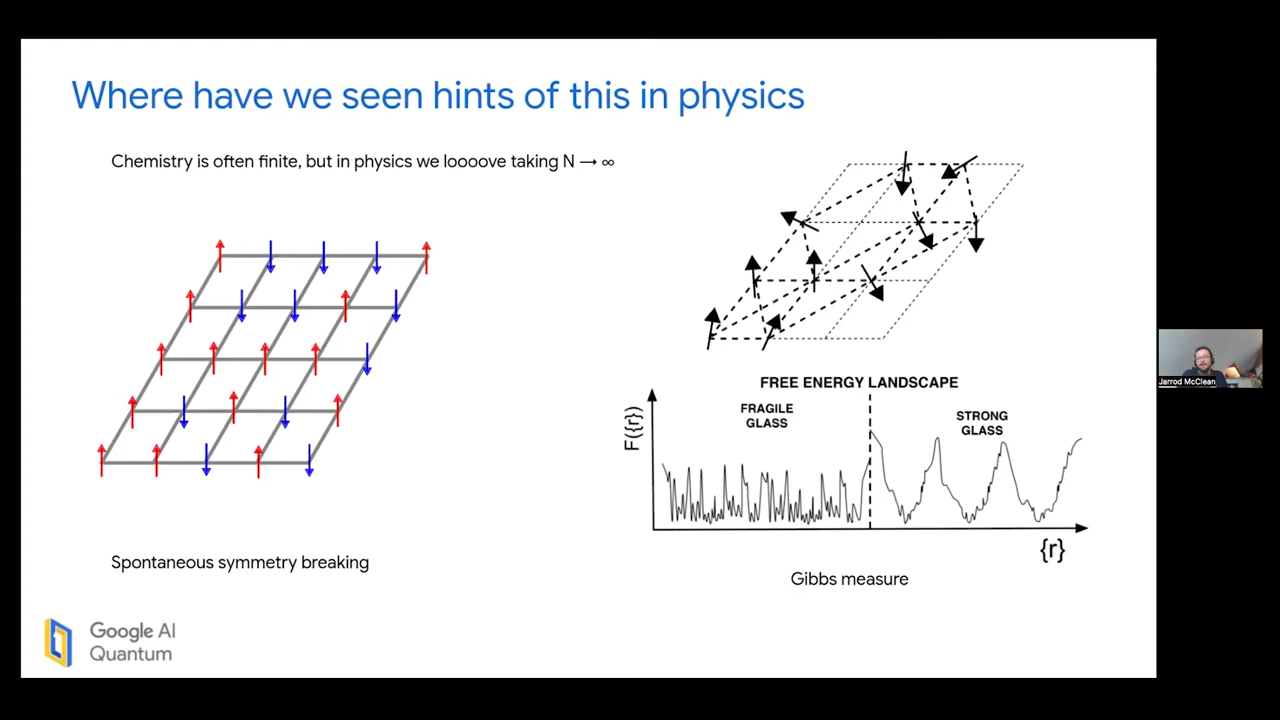 Where have we seen hints of this in physics
Chemistry is often finite, but in physics we loooove taking N → ∞
FREE ENERGY LANDSCAPE
F({r})
FRAGILE
GLASS
STRONG
GLASS
{r}
Spontaneous symmetry breaking
Gibbs measure
Google AI
Quantum
Jarrod McClean